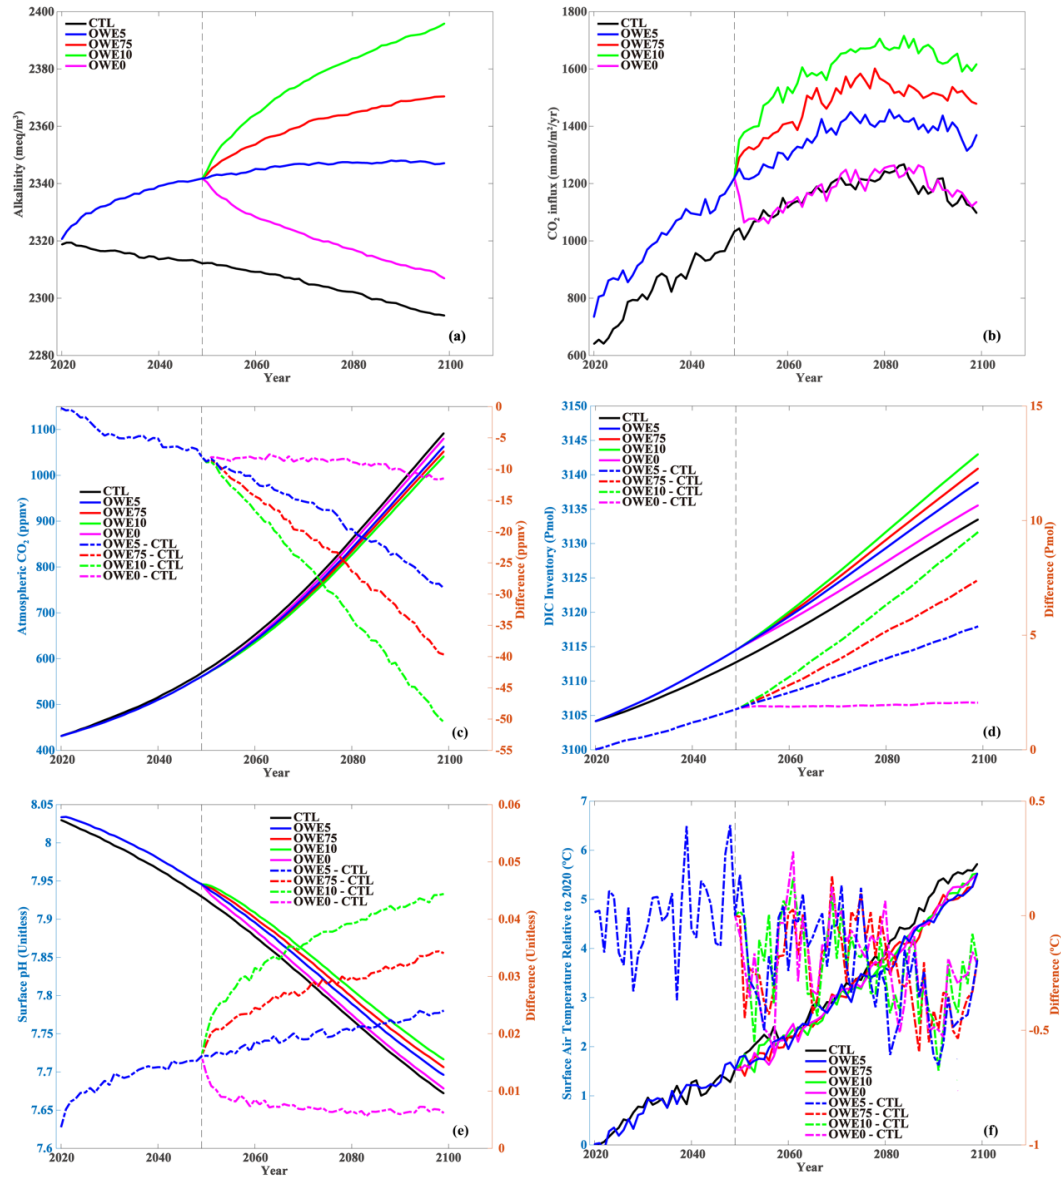 2400
2380
2360
2340
2320
2300
2280
Alkalinity (meq/m³)
CTL
OWE5
OWE75
OWE10
OWE0
(a)
2020
2040
2060
2080
2100
Year
1800
1600
1400
1200
1000
800
600
CO₂ influx (mmol/m²/yr)
CTL
OWE5
OWE75
OWE10
OWE0
(b)
2020
2040
2060
2080
2100
Year
1100
1000
900
800
700
600
500
400
Atmospheric CO₂ (ppmv)
CTL
OWE5
OWE75
OWE10
OWE0
OWE5 - CTL
OWE75 - CTL
OWE10 - CTL
OWE0 - CTL
0
-5
-10
-15
-20
-25
-30
-35
-40
-45
-50
-55
Difference (ppmv)
(c)
2020
2040
2060
2080
2100
Year
3150
3145
3140
3135
3130
3125
3120
3115
3110
3105
3100
DIC Inventory (Pmol)
CTL
OWE5
OWE75
OWE10
OWE0
OWE5 - CTL
OWE75 - CTL
OWE10 - CTL
OWE0 - CTL
15
10
5
0
Difference (Pmol)
(d)
2020
2040
2060
2080
2100
Year
8.05
8
7.95
7.9
7.85
7.8
7.75
7.7
7.65
7.6
Surface pH (Unitless)
CTL
OWE5
OWE75
OWE10
OWE0
OWE5 - CTL
OWE75 - CTL
OWE10 - CTL
OWE0 - CTL
0.06
0.05
0.04
0.03
0.02
0.01
0
Difference (Unitless)
(e)
2020
2040
2060
2080
2100
Year
7
6
5
4
3
2
1
0
Surface Air Temperature Relative to 2020 (°C)
CTL
OWE5
OWE75
OWE10
OWE0
OWE5 - CTL
OWE75 - CTL
OWE10 - CTL
OWE0 - CTL
0.5
0
-0.5
-1
Difference (°C)
(f)
2020
2040
2060
2080
2100
Year